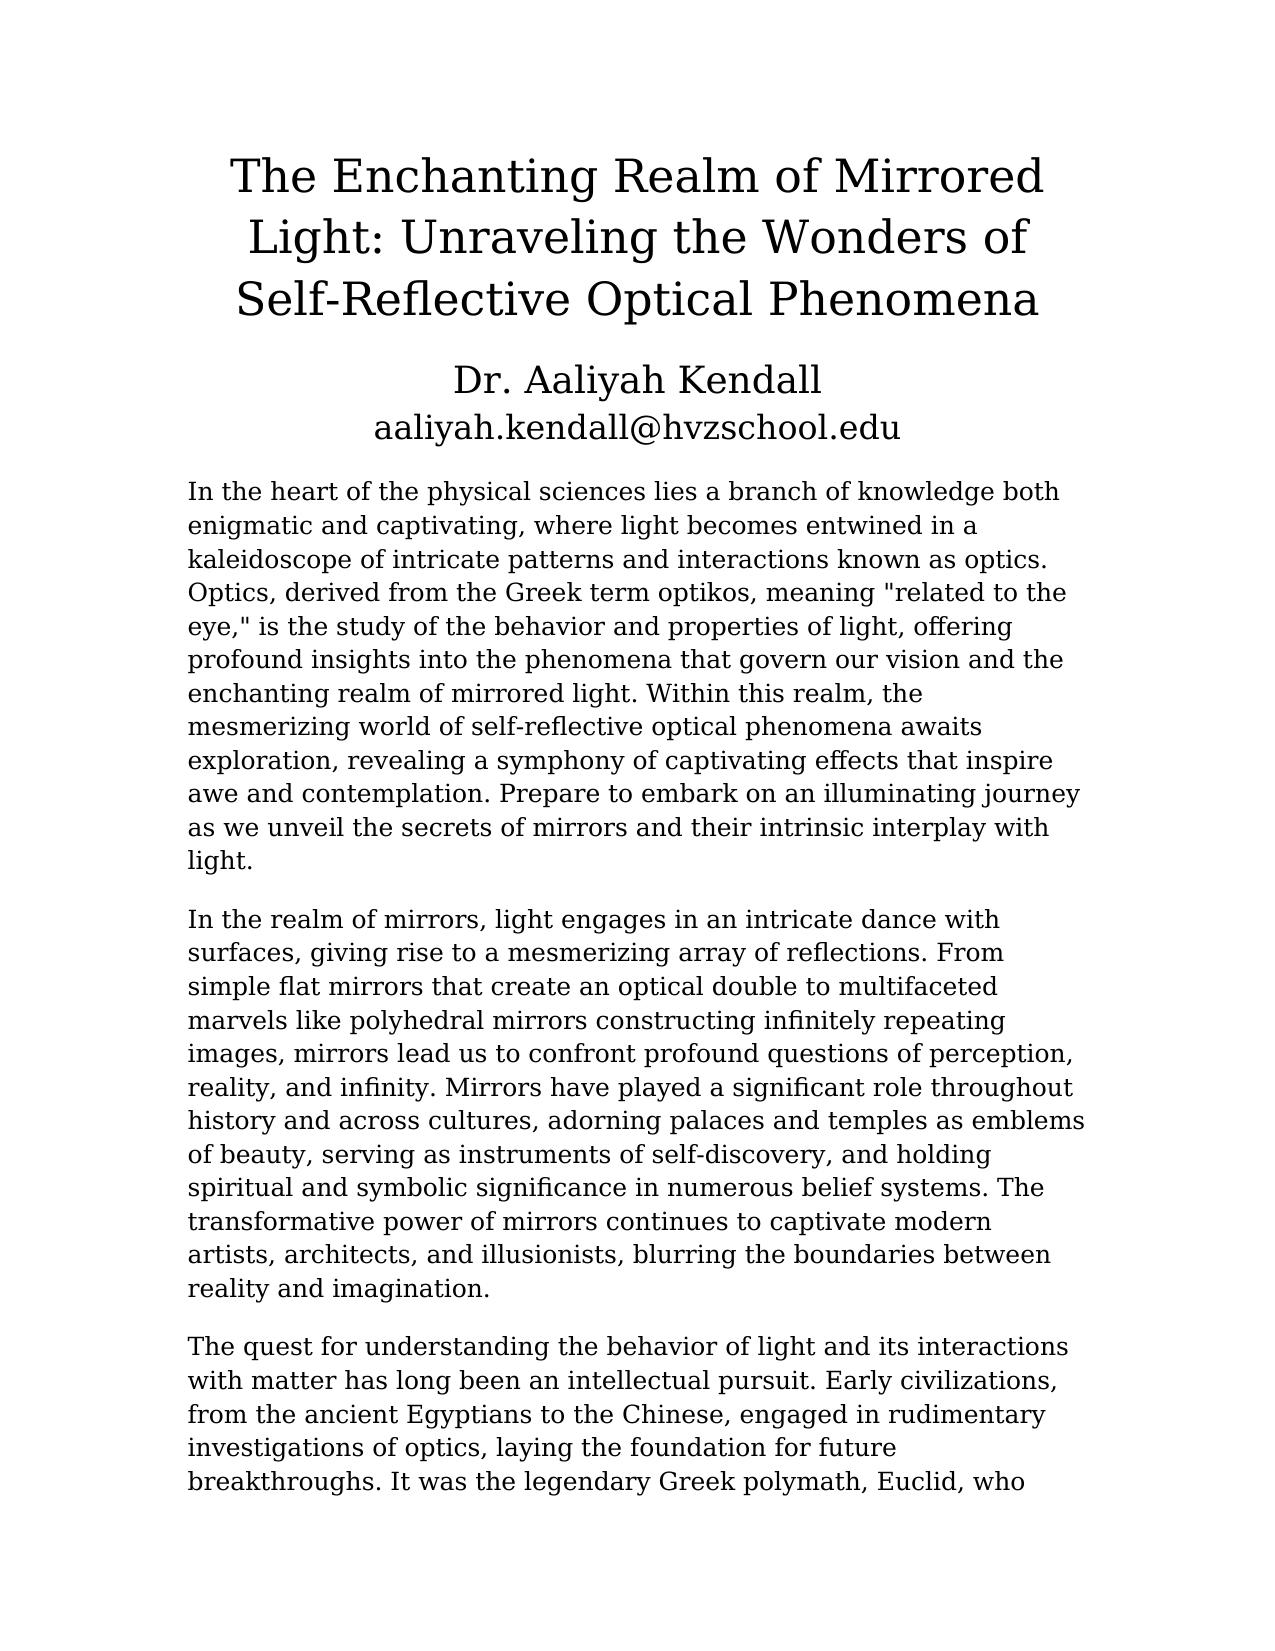 The Enchanting Realm of Mirrored
Light: Unraveling the Wonders of
Self-Reflective Optical Phenomena
Dr. Aaliyah Kendall
aaliyah.kendall@hvzschool.edu
In the heart of the physical sciences lies a branch of knowledge both
enigmatic and captivating, where light becomes entwined in a
kaleidoscope of intricate patterns and interactions known as optics.
Optics, derived from the Greek term optikos, meaning "related to the
eye," is the study of the behavior and properties of light, offering
profound insights into the phenomena that govern our vision and the
enchanting realm of mirrored light. Within this realm, the
mesmerizing world of self-reflective optical phenomena awaits
exploration, revealing a symphony of captivating effects that inspire
awe and contemplation. Prepare to embark on an illuminating journey
as we unveil the secrets of mirrors and their intrinsic interplay with
light.
In the realm of mirrors, light engages in an intricate dance with
surfaces, giving rise to a mesmerizing array of reflections. From
simple flat mirrors that create an optical double to multifaceted
marvels like polyhedral mirrors constructing infinitely repeating
images, mirrors lead us to confront profound questions of perception,
reality, and infinity. Mirrors have played a significant role throughout
history and across cultures, adorning palaces and temples as emblems
of beauty, serving as instruments of self-discovery, and holding
spiritual and symbolic significance in numerous belief systems. The
transformative power of mirrors continues to captivate modern
artists, architects, and illusionists, blurring the boundaries between
reality and imagination.
The quest for understanding the behavior of light and its interactions
with matter has long been an intellectual pursuit. Early civilizations,
from the ancient Egyptians to the Chinese, engaged in rudimentary
investigations of optics, laying the foundation for future
breakthroughs. It was the legendary Greek polymath, Euclid, who